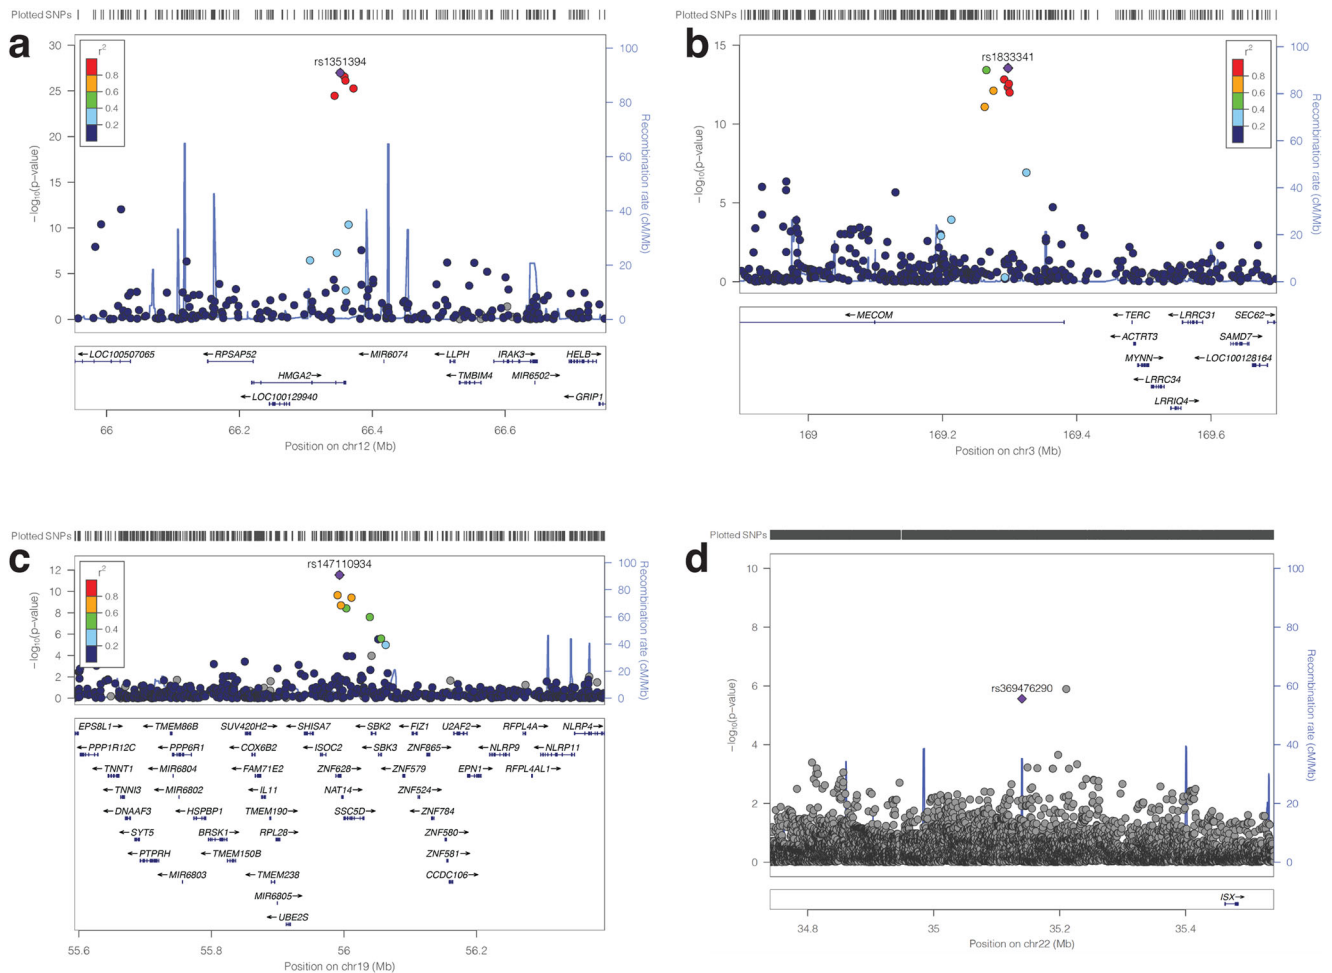 a
Plotted SNPs
rs1351394
r²
0.8
0.6
0.4
0.2
30
25
20
15
10
5
0
−log₁₀(p−value)
100
80
60
40
20
0
Recombination rate (cM/Mb)
←LOC100507065 ←RPSAP52 ←MIR6074 ←LLPH IRAK3→ HELB→
HMGA2→ ←TMBIM4 MIR6502→
←LOC100129940 ←GRIP1
66 66.2 66.4 66.6
Position on chr12 (Mb)
b
Plotted SNPs
rs1833341
r²
0.8
0.6
0.4
0.2
15
10
5
0
−log₁₀(p−value)
100
80
60
40
20
0
Recombination rate (cM/Mb)
←MECOM ←TERC ←LRRC31 SEC62→
←ACTRT3 SAMD7→
MYNN→ ←LOC100128164
←LRRC34
LRRIQ4→
169 169.2 169.4 169.6
Position on chr3 (Mb)
c
Plotted SNPs
rs147110934
r²
0.8
0.6
0.4
0.2
12
10
8
6
4
2
0
−log₁₀(p−value)
100
80
60
40
20
0
Recombination rate (cM/Mb)
EPS8L1→ ←TMEM86B SUV420H2→ ←SHISA7 ←SBK2 ←FIZ1 U2AF2→ RFPL4A→ NLRP4→
←PPP1R12C ←PPP6R1 ←COX6B2 ←ISOC2 ←SBK3 ZNF865→ ←NLRP9 ←NLRP11
←TNNT1 ←MIR6804 ←FAM71E2 ZNF628→ ←ZNF579 EPN1→ RFPL4AL1→
←TNNI3 ←MIR6802 ←IL11 NAT14→ ←ZNF524
←DNAAF3 ←HSPBP1 TMEM190→ SSC5D→ ←ZNF784
←SYT5 BRSK1→ RPL28→ ZNF580→
←PTPRH ←TMEM150B ZNF581→
←MIR6803 ←TMEM238 CCDC106→
MIR6805→
←UBE2S
55.6 55.8 56 56.2
Position on chr19 (Mb)
d
Plotted SNPs
rs369476290
10
8
6
4
2
0
−log₁₀(p−value)
100
80
60
40
20
0
Recombination rate (cM/Mb)
ISX→
34.8 35 35.2 35.4
Position on chr22 (Mb)